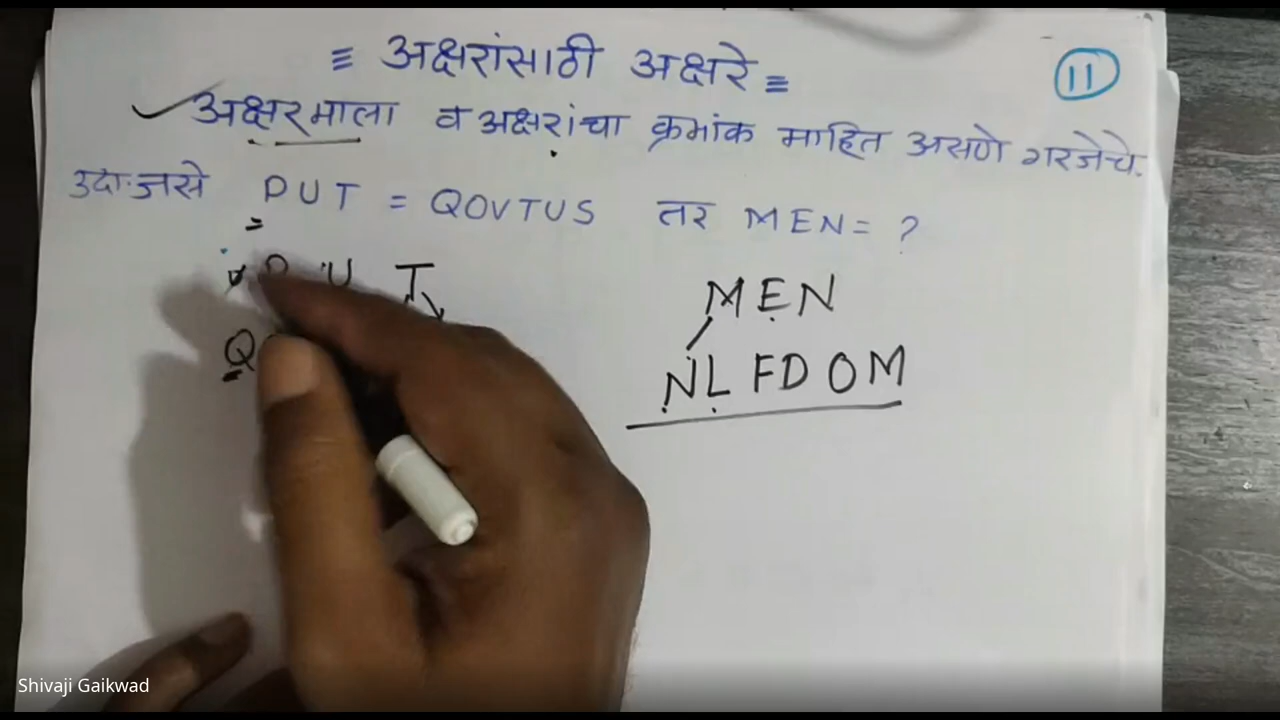 ≡ अक्षरांसाठी अक्षरे ≡
11
अक्षरमाला व अक्षरांचा क्रमांक माहित असणे गरजेचे.
उदा.जसे PUT = QOVTUS तर MEN = ?
U T
MEN
Q
NLFDOM
Shivaji Gaikwad